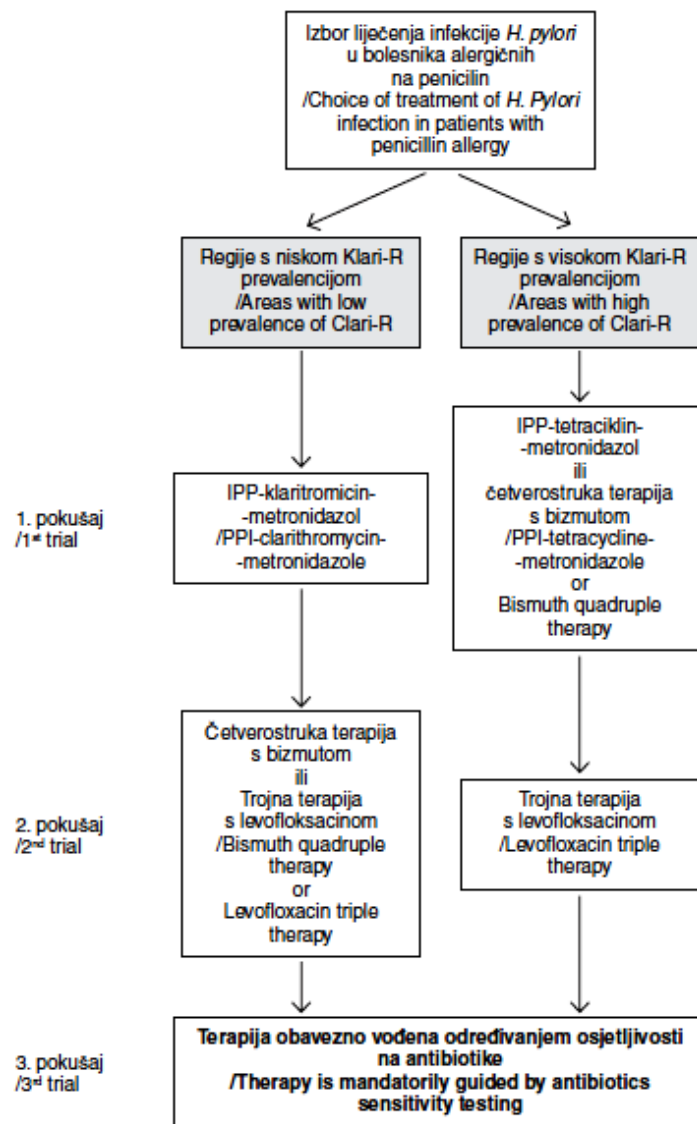 Izbor liječenja infekcije H. pylori
u bolesnika alergičnih
na penicilin
/Choice of treatment of H. Pylori
infection in patients with
penicillin allergy
Regije s niskom Klari-R
prevalencijom
/Areas with low
prevalence of Clari-R
Regije s visokom Klari-R
prevalencijom
/Areas with high
prevalence of Clari-R
1. pokušaj
/1st trial
IPP-klaritromicin-
-metronidazol
/PPI-clarithromycin-
-metronidazole
IPP-tetraciklin-
-metronidazol
ili
četverostruka terapija
s bizmutom
/PPI-tetracycline-
-metronidazole
or
Bismuth quadruple
therapy
2. pokušaj
/2nd trial
Četverostruka terapija
s bizmutom
ili
Trojna terapija
s levofloksacinom
/Bismuth quadruple
therapy
or
Levofloxacin triple
therapy
Trojna terapija
s levofloksacinom
/Levofloxacin triple
therapy
3. pokušaj
/3rd trial
Terapija obavezno vođena određivanjem osjetljivosti
na antibiotike
/Therapy is mandatorily guided by antibiotics
sensitivity testing